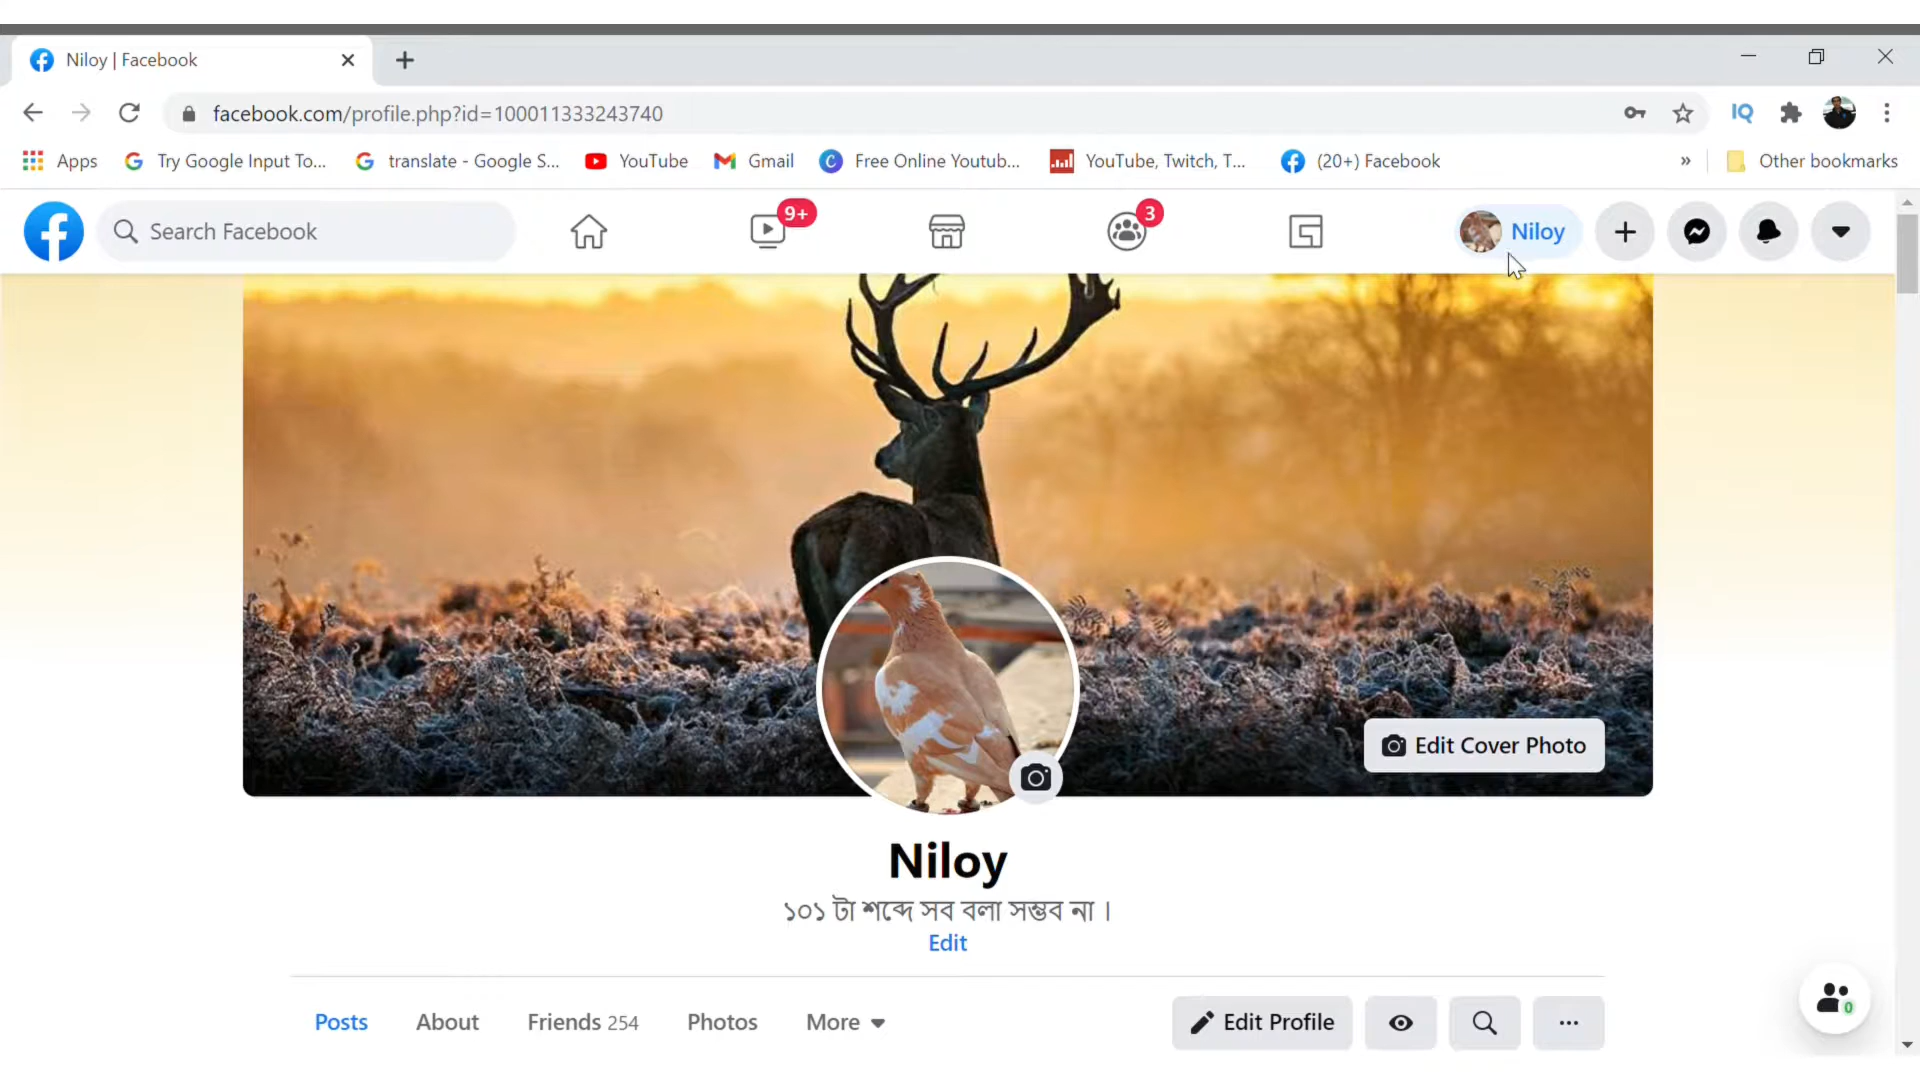 Niloy | Facebook
facebook.com/profile.php?id=100011333243740
IQ
Apps
Try Google Input To...
translate - Google S...
YouTube
Gmail
Free Online Youtub...
YouTube, Twitch, T...
(20+) Facebook
»
Other bookmarks
Search Facebook
9+
3
Niloy
Edit Cover Photo
Niloy
১০১ টা শব্দে সব বলা সম্ভব না ।
Edit
Posts
About
Friends 254
Photos
More
Edit Profile
0